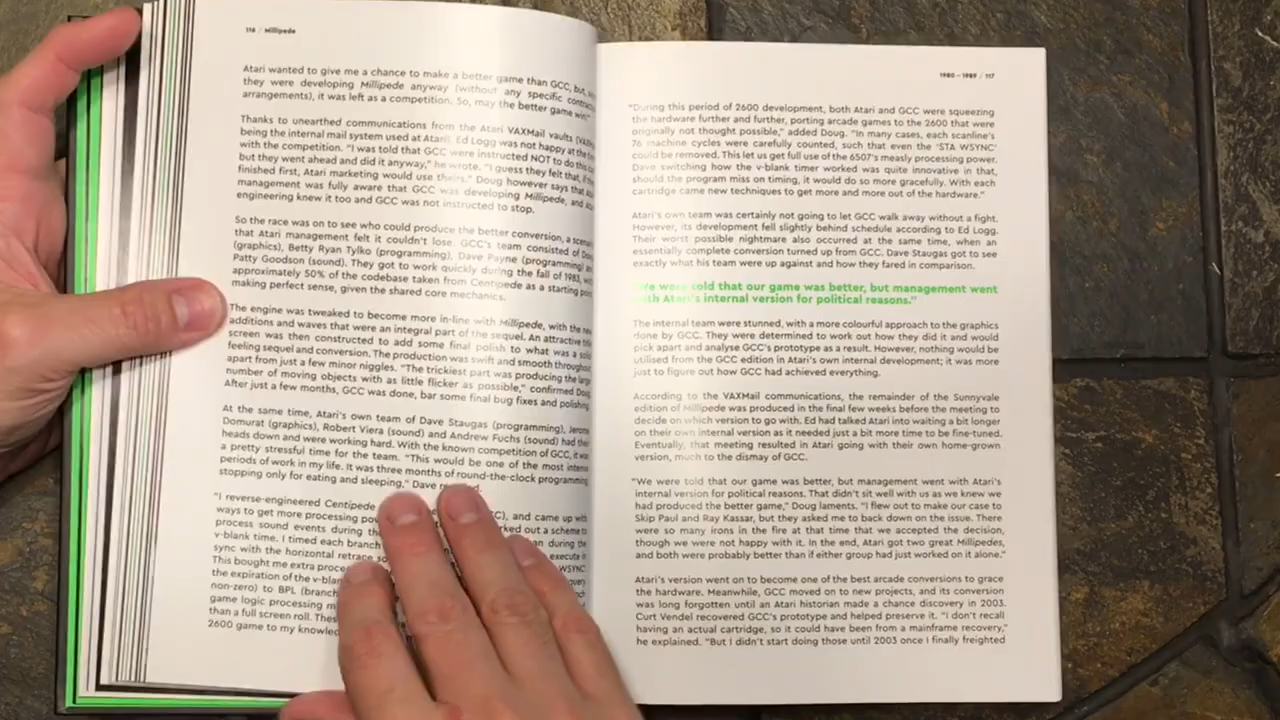 116 / Millipede
Atari wanted to give me a chance to make a better game than GCC, but
they were developing Millipede anyway (without any specific
arrangements), it was left as a competition. So, may the better game win."
Thanks to unearthed communications from the Atari VAXMail vaults
being the internal mail system used at Atari), Ed Logg was not happy at the
with the competition. "I was told that GCC were instructed NOT to do this
but they went ahead and did it anyway," he wrote. "I guess they felt that, if
finished first, Atari marketing would use theirs." Doug however says that
management was fully aware that GCC was developing Millipede, and
engineering knew it too and GCC was not instructed to stop.
So the race was on to see who could produce the better conversion, a
that Atari management felt it couldn't lose. GCC's team consisted of
(graphics), Betty Ryan Tylko (programming), Dave Payne (programming)
Patty Goodson (sound). They got to work quickly during the fall of 1983,
approximately 50% of the codebase taken from Centipede as a starting
making perfect sense, given the shared core mechanics.
The engine was tweaked to become more in-line with Millipede, with the
additions and waves that were an integral part of the sequel. An attractive
screen was then constructed to add some final polish to what was a
feeling sequel and conversion. The production was swift and smooth throughout
apart from just a few minor niggles. "The trickiest part was producing the
number of moving objects with as little flicker as possible," confirmed
After just a few months, GCC was done, bar some final bug fixes and
At the same time, Atari's own team of Dave Staugas (programming),
Domurat (graphics), Robert Viera (sound) and Andrew Fuchs (sound) had
heads down and were working hard. With the known competition of GCC, it
a pretty stressful time for the team. "This would be one of the most
periods of work in my life. It was three months of round-the-clock programming
stopping only for eating and sleeping," Dave
"I reverse-engineered Centipede and came up with
ways to get more processing out a scheme to
process sound events during during the
v-blank time. I timed each branch execute
sync with the horizontal retrace WSYNC
This bought me extra
the expiration of the
non-zero) to BPL
game logic processing
than a full screen roll.
2600 game to my
1980 – 1989 / 117
"During this period of 2600 development, both Atari and GCC were squeezing
the hardware further and further, porting arcade games to the 2600 that were
originally not thought possible," added Doug. "In many cases, each scanline's
76 machine cycles were carefully counted, such that even the 'STA WSYNC'
could be removed. This let us get full use of the 6507's measly processing power.
Dave switching how the v-blank timer worked was quite innovative in that,
should the program miss on timing, it would do so more gracefully. With each
cartridge came new techniques to get more and more out of the hardware."
Atari's own team was certainly not going to let GCC walk away without a fight.
However, its development fell slightly behind schedule according to Ed Logg.
Their worst possible nightmare also occurred at the same time, when an
essentially complete conversion turned up from GCC. Dave Staugas got to see
exactly what his team were up against and how they fared in comparison.
"We were told that our game was better, but management went
with Atari's internal version for political reasons."
The internal team were stunned, with a more colourful approach to the graphics
done by GCC. They were determined to work out how they did it and would
pick apart and analyse GCC's prototype as a result. However, nothing would be
utilised from the GCC edition in Atari's own internal development; it was more
just to figure out how GCC had achieved everything.
According to the VAXMail communications, the remainder of the Sunnyvale
edition of Millipede was produced in the final few weeks before the meeting to
decide on which version to go with. Ed had talked Atari into waiting a bit longer
on their own internal version as it needed just a bit more time to be fine-tuned.
Eventually, that meeting resulted in Atari going with their own home-grown
version, much to the dismay of GCC.
"We were told that our game was better, but management went with Atari's
internal version for political reasons. That didn't sit well with us as we knew we
had produced the better game," Doug laments. "I flew out to make our case to
Skip Paul and Ray Kassar, but they asked me to back down on the issue. There
were so many irons in the fire at that time that we accepted the decision,
though we were not happy with it. In the end, Atari got two great Millipedes,
and both were probably better than if either group had just worked on it alone."
Atari's version went on to become one of the best arcade conversions to grace
the hardware. Meanwhile, GCC moved on to new projects, and its conversion
was long forgotten until an Atari historian made a chance discovery in 2003.
Curt Vendel recovered GCC's prototype and helped preserve it. "I don't recall
having an actual cartridge, so it could have been from a mainframe recovery,"
he explained. "But I didn't start doing those until 2003 once I finally freighted